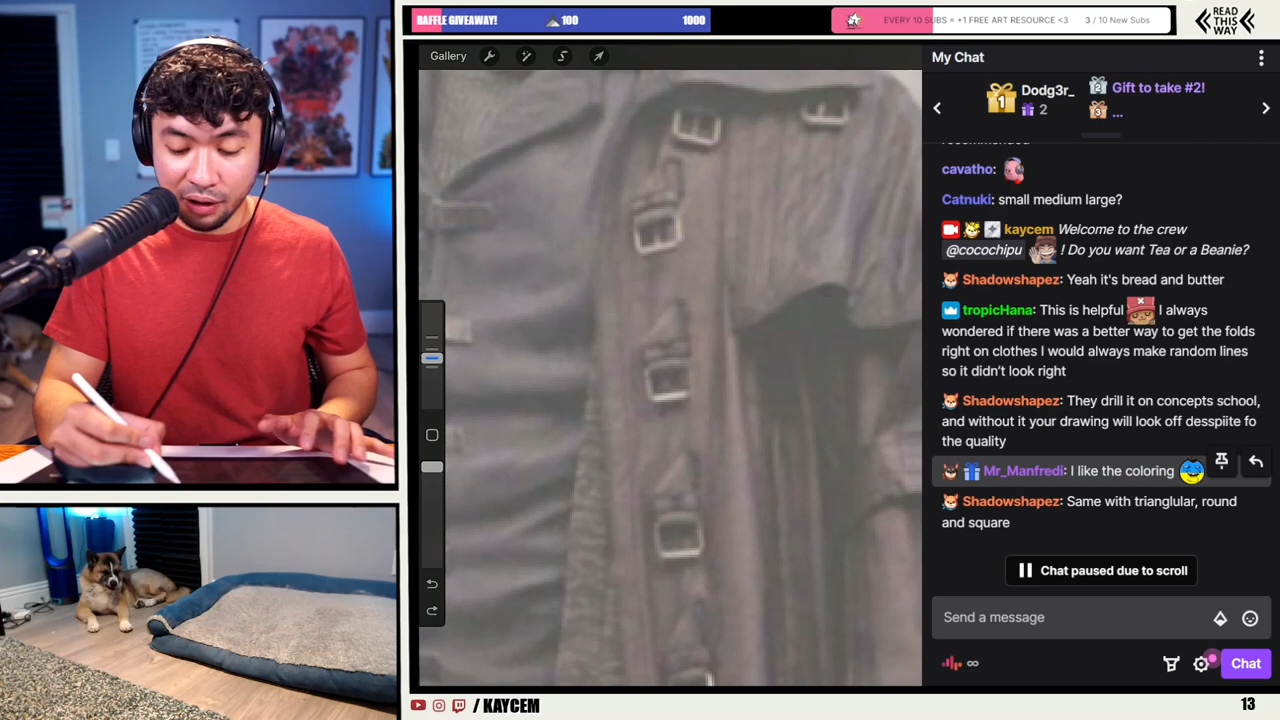 RAFFLE GIVEAWAY!
100
1000
EVERY 10 SUBS = +1 FREE ART RESOURCE <3
3 / 10 New Subs
READ
THIS
WAY
Gallery
My Chat
1
Dodg3r_
2
2
Gift to take #2!
3
...
recommended
cavatho:
Catnuki: small medium large?
kaycem Welcome to the crew
@cocochipu ! Do you want Tea or a Beanie?
Shadowshapez: Yeah it's bread and butter
tropicHana: This is helpful I always
wondered if there was a better way to get the folds
right on clothes I would always make random lines
so it didn’t look right
Shadowshapez: They drill it on concepts school,
and without it your drawing will look off desspiite fo
the quality
Mr_Manfredi: I like the coloring
Shadowshapez: Same with trianglular, round
and square
Chat paused due to scroll
Send a message
∞
Chat
/ KAYCEM
13